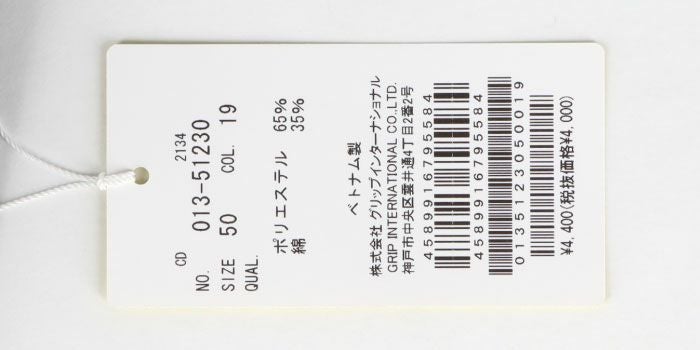 CD 2134
NO. 013-51230
SIZE 50 COL. 19
QUAL.
ポリエステル 65%
綿 35%
ベトナム製
株式会社 グリップインターナショナル
GRIP INTERNATIONAL CO.,LTD.
神戸市中央区雲井通4丁目2番2号
4589916795584
4589916795584
0135123050019
¥4,400(税抜価格¥4,000)